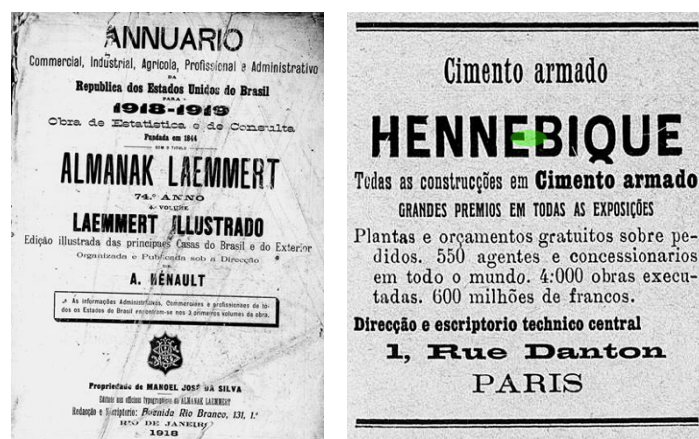 ANNUARIO
Commercial, Industrial, Agricola, Profissional e Administrativo
DA
Republica dos Estados Unidos do Brasil
PARA
1918-1919
Obra de Estatistica e de Consulta
Fundada em 1844
SOB O TITULO
ALMANAK LAEMMERT
74.º ANNO
4.º VOLUME
LAEMMERT ILLUSTRADO
Edição illustrada das principaes Casas do Brasil e do Exterior
Organizada e Publicada sob a Direcção
DE
A. HÉNAULT
As informações Administrativas, Commerciaes e profissionaes de to-
dos os Estados do Brasil encontram-se nos 3 primeiros volumes da obra.
Propriedade de MANOEL JOSÉ DA SILVA
Editado nas officinas typographicas do ALMANAK LAEMMERT
Redacção e Escriptorio: Avenida Rio Branco, 131, 1.º
RIO DE JANEIRO
1918
Cimento armado
HENNEBIQUE
Todas as construcções em Cimento armado
GRANDES PREMIOS EM TODAS AS EXPOSIÇÕES
Plantas e orçamentos gratuitos sobre pe-
didos. 550 agentes e concessionarios
em todo o mundo. 4:000 obras execu-
tadas. 600 milhões de francos.
Direcção e escriptorio technico central
1, Rue Danton
PARIS